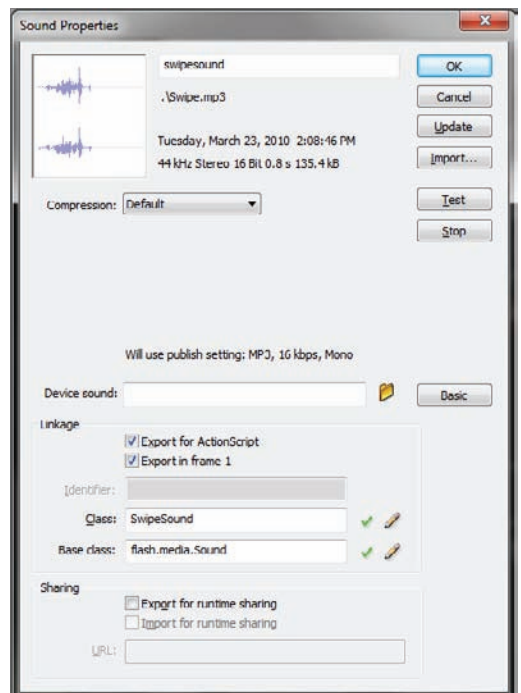 Sound Properties
swipesound
OK
.\Swipe.mp3
Cancel
Update
Tuesday, March 23, 2010 2:08:46 PM
44 kHz Stereo 16 Bit 0.8 s 135.4 kB
Import...
Compression: Default
Test
Stop
Will use publish setting: MP3, 16 kbps, Mono
Device sound:
Basic
Linkage
Export for ActionScript
Export in frame 1
Identifier:
Class: SwipeSound
Base class: flash.media.Sound
Sharing
Export for runtime sharing
Import for runtime sharing
URL: